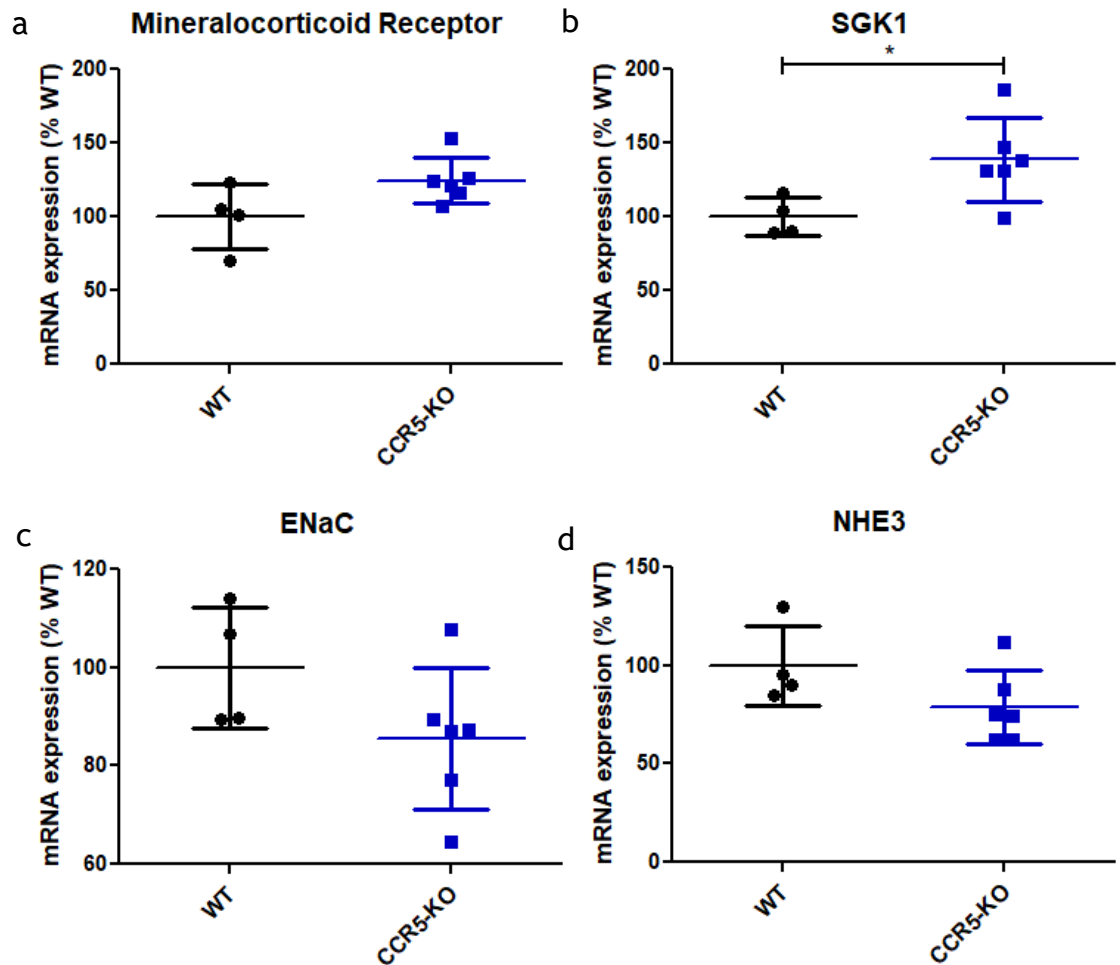 a
Mineralocorticoid Receptor
mRNA expression (% WT)
200
150
100
50
0
WT
CCR5-KO
b
SGK1
*
mRNA expression (% WT)
200
150
100
50
0
WT
CCR5-KO
c
ENaC
mRNA expression (% WT)
120
100
80
60
WT
CCR5-KO
d
NHE3
mRNA expression (% WT)
150
100
50
0
WT
CCR5-KO